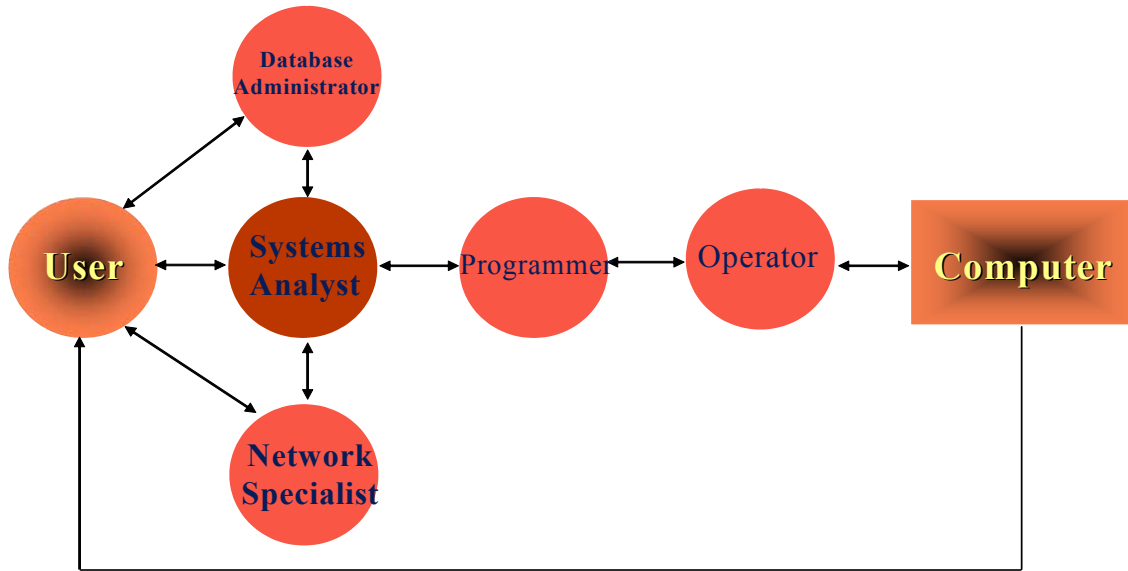 Database
Administrator
User
Systems
Analyst
Programmer
Operator
Computer
Network
Specialist